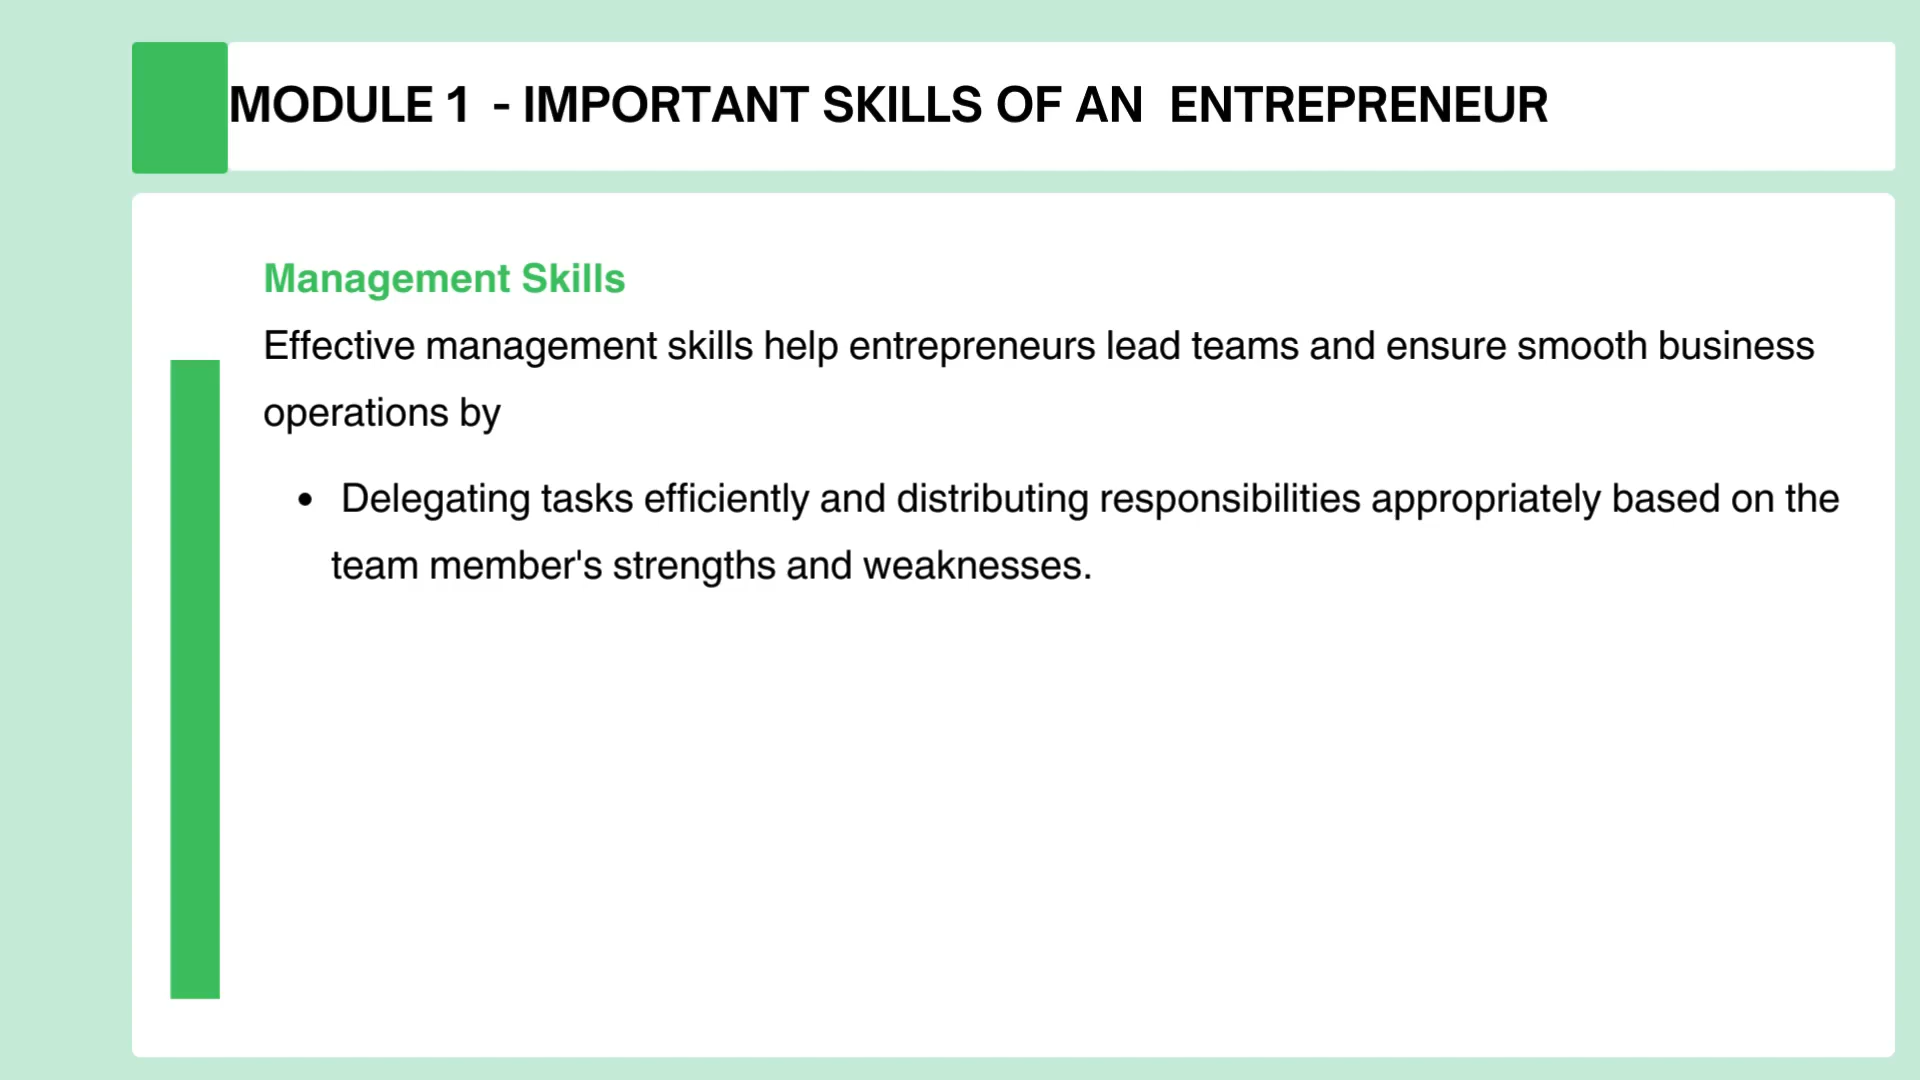 MODULE 1 - IMPORTANT SKILLS OF AN ENTREPRENEUR
Management Skills
Effective management skills help entrepreneurs lead teams and ensure smooth business
operations by
• Delegating tasks efficiently and distributing responsibilities appropriately based on the
team member's strengths and weaknesses.